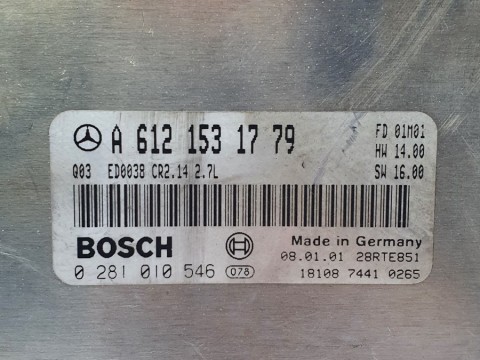 A 612 153 17 79 FD 01M01
HW 14.00
Q03 ED003B CR2.14 2.7L SW 16.00
BOSCH Made in Germany
08.01.01 28RTE851
0 281 010 546 078 18108 7441 0265